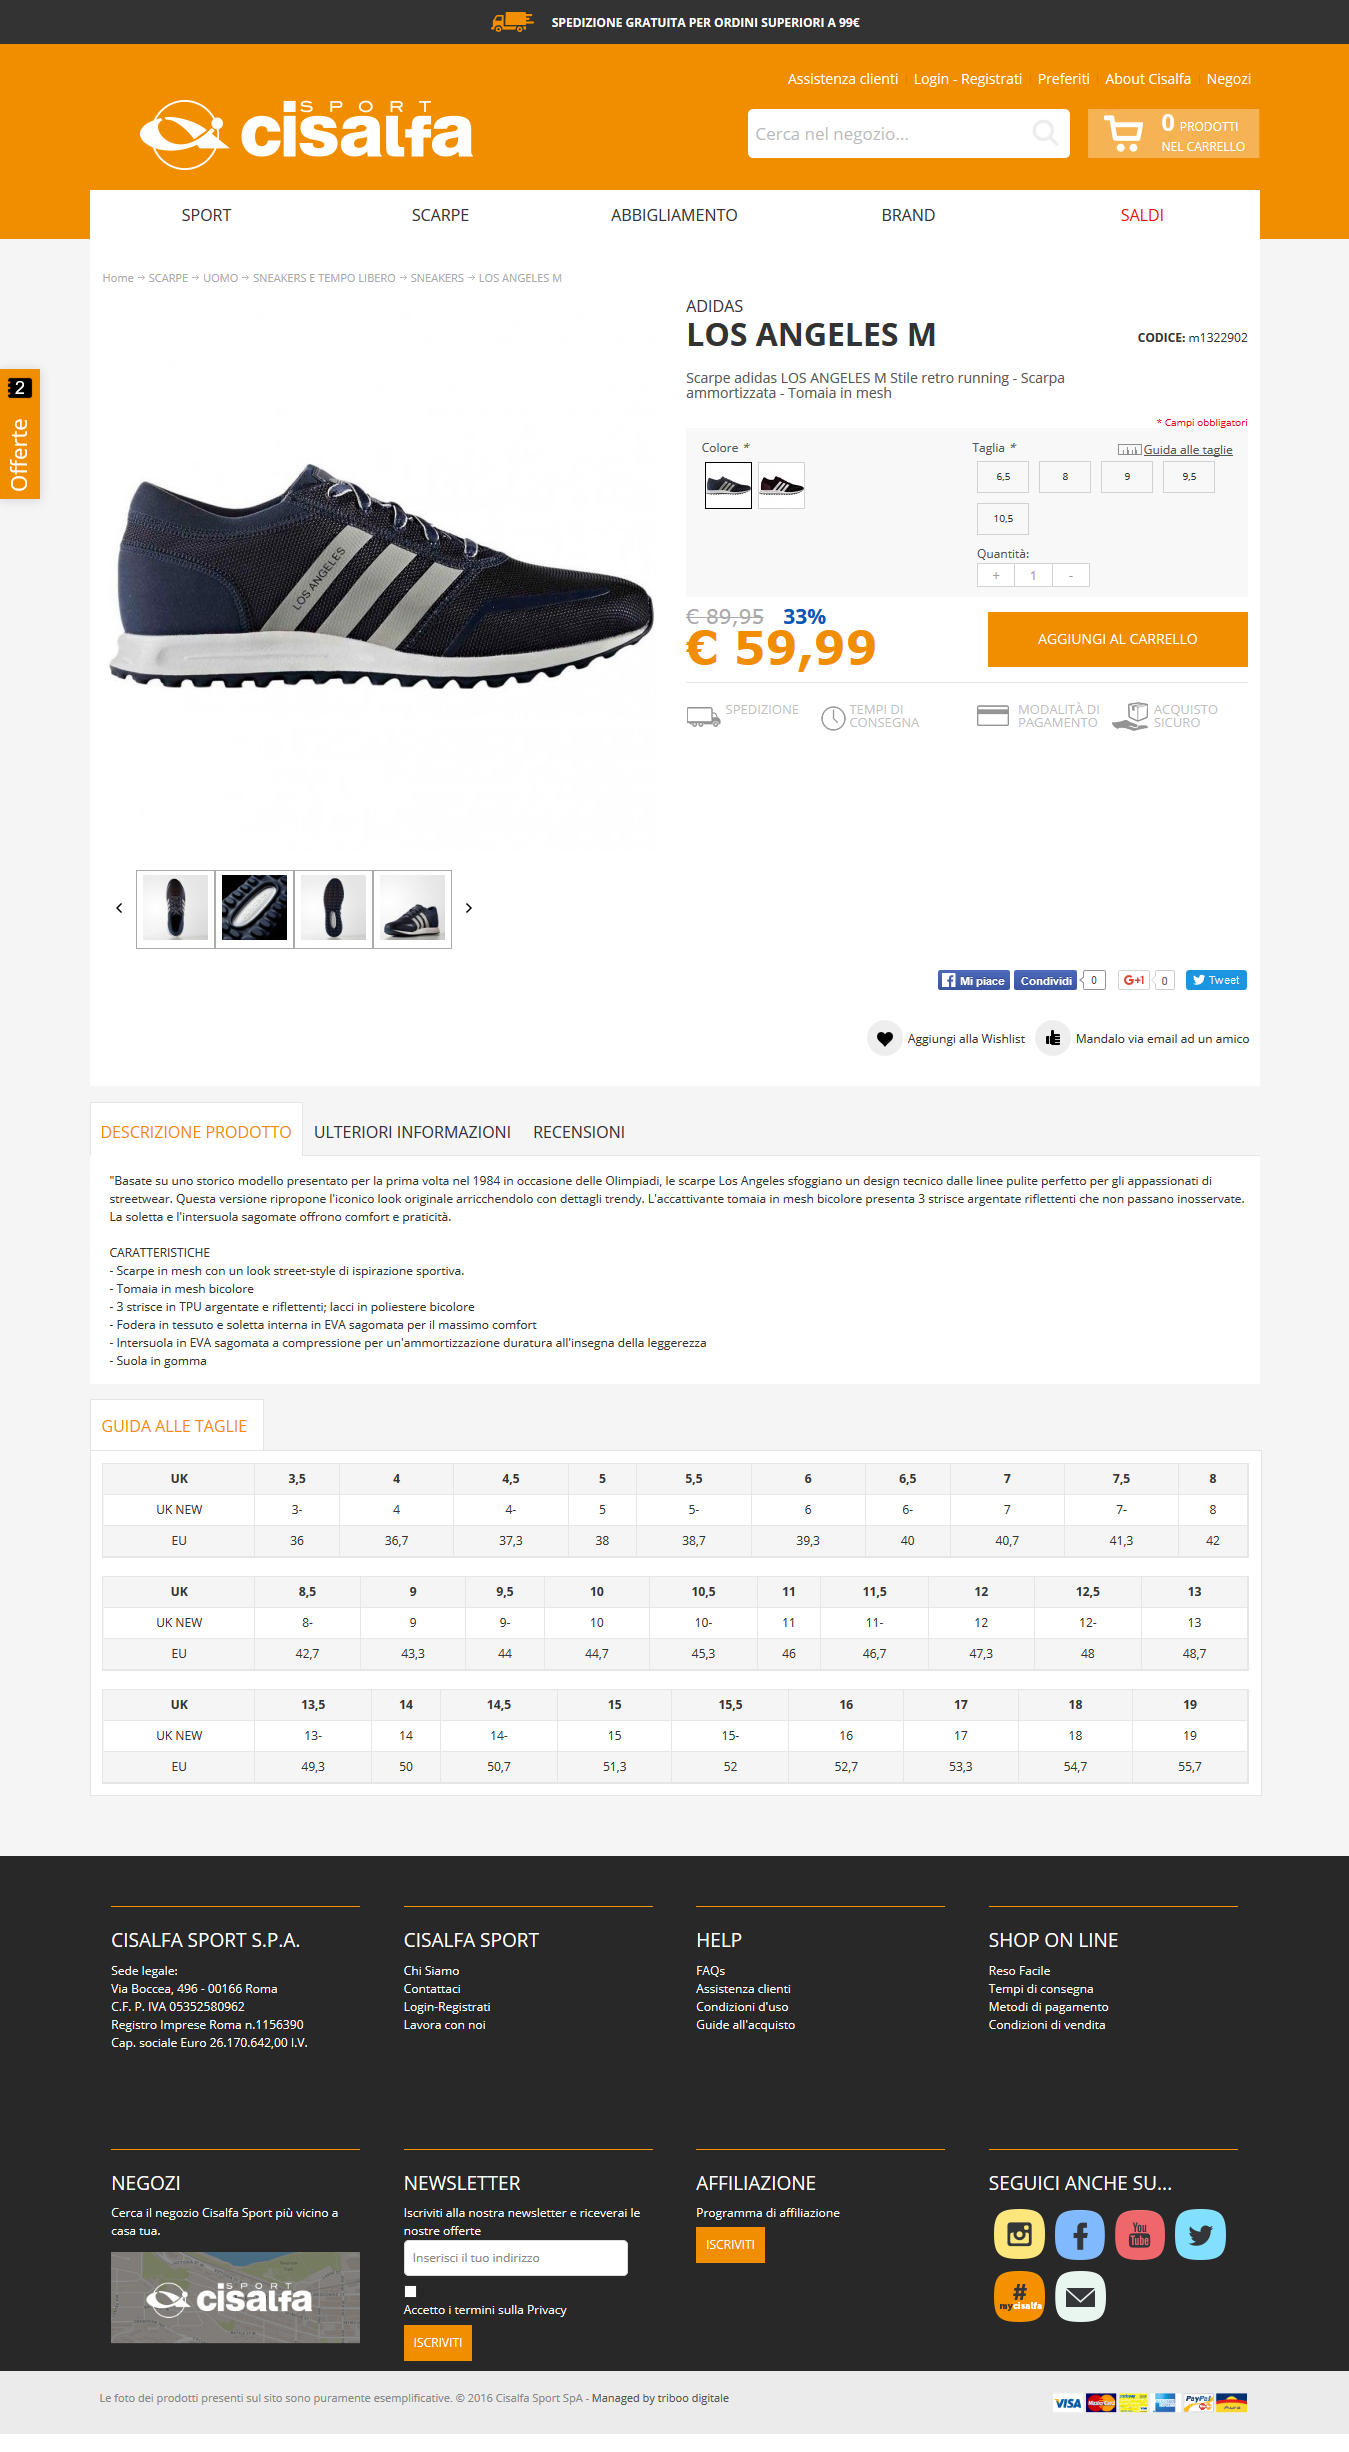 SPEDIZIONE GRATUITA PER ORDINI SUPERIORI A 99€
Assistenza clienti Login - Registrati Preferiti About Cisalfa Negozi
SPORT
cisalfa
Cerca nel negozio...
0 PRODOTTI
NEL CARRELLO
SPORT SCARPE ABBIGLIAMENTO BRAND SALDI
Home → SCARPE → UOMO → SNEAKERS E TEMPO LIBERO → SNEAKERS → LOS ANGELES M
2
Offerte
ADIDAS
LOS ANGELES M
CODICE: m1322902
Scarpe adidas LOS ANGELES M Stile retro running - Scarpa
ammortizzata - Tomaia in mesh
* Campi obbligatori
Colore *
Taglia *
Guida alle taglie
6,5 8 9 9,5
10,5
Quantità:
+ 1 -
LOS ANGELES
€ 89,95 33%
€ 59,99
AGGIUNGI AL CARRELLO
SPEDIZIONE
TEMPI DI
CONSEGNA
MODALITÀ DI
PAGAMENTO
ACQUISTO
SICURO
Mi piace Condividi 0 G+1 0 Tweet
Aggiungi alla Wishlist Mandalo via email ad un amico
DESCRIZIONE PRODOTTO ULTERIORI INFORMAZIONI RECENSIONI
"Basate su uno storico modello presentato per la prima volta nel 1984 in occasione delle Olimpiadi, le scarpe Los Angeles sfoggiano un design tecnico dalle linee pulite perfetto per gli appassionati di
streetwear. Questa versione ripropone l'iconico look originale arricchendolo con dettagli trendy. L'accattivante tomaia in mesh bicolore presenta 3 strisce argentate riflettenti che non passano inosservate.
La soletta e l'intersuola sagomate offrono comfort e praticità.
CARATTERISTICHE
- Scarpe in mesh con un look street-style di ispirazione sportiva.
- Tomaia in mesh bicolore
- 3 strisce in TPU argentate e riflettenti; lacci in poliestere bicolore
- Fodera in tessuto e soletta interna in EVA sagomata per il massimo comfort
- Intersuola in EVA sagomata a compressione per un'ammortizzazione duratura all'insegna della leggerezza
- Suola in gomma
GUIDA ALLE TAGLIE
UK 3,5 4 4,5 5 5,5 6 6,5 7 7,5 8
UK NEW 3- 4 4- 5 5- 6 6- 7 7- 8
EU 36 36,7 37,3 38 38,7 39,3 40 40,7 41,3 42
UK 8,5 9 9,5 10 10,5 11 11,5 12 12,5 13
UK NEW 8- 9 9- 10 10- 11 11- 12 12- 13
EU 42,7 43,3 44 44,7 45,3 46 46,7 47,3 48 48,7
UK 13,5 14 14,5 15 15,5 16 17 18 19
UK NEW 13- 14 14- 15 15- 16 17 18 19
EU 49,3 50 50,7 51,3 52 52,7 53,3 54,7 55,7
CISALFA SPORT S.P.A.
Sede legale:
Via Boccea, 496 - 00166 Roma
C.F. P. IVA 05352580962
Registro Imprese Roma n.1156390
Cap. sociale Euro 26.170.642,00 I.V.
CISALFA SPORT
Chi Siamo
Contattaci
Login-Registrati
Lavora con noi
HELP
FAQs
Assistenza clienti
Condizioni d'uso
Guide all'acquisto
SHOP ON LINE
Reso Facile
Tempi di consegna
Metodi di pagamento
Condizioni di vendita
NEGOZI
Cerca il negozio Cisalfa Sport più vicino a
casa tua.
SPORT
cisalfa
NEWSLETTER
Iscriviti alla nostra newsletter e riceverai le
nostre offerte
Inserisci il tuo indirizzo
Accetto i termini sulla Privacy
ISCRIVITI
AFFILIAZIONE
Programma di affiliazione
ISCRIVITI
SEGUICI ANCHE SU...
You
Tube
#
mycisalfa
Le foto dei prodotti presenti sul sito sono puramente esemplificative. © 2016 Cisalfa Sport SpA - Managed by triboo digitale
VISA MasterCard PayPal